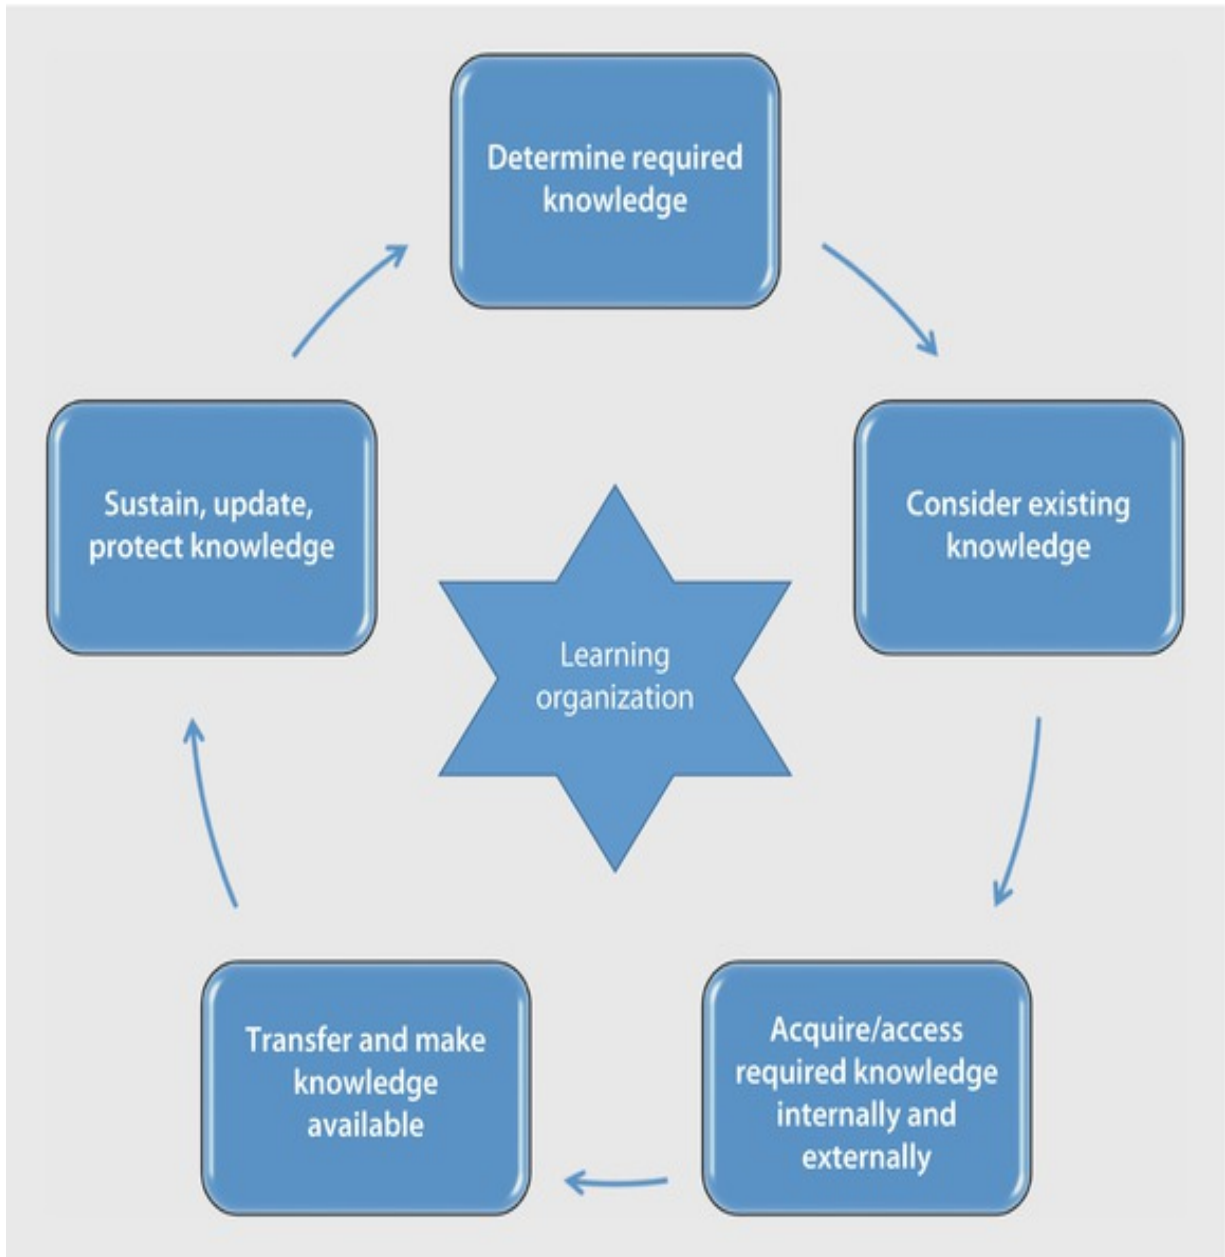 Determine required
knowledge
Consider existing
knowledge
Acquire/access
required knowledge
internally and
externally
Transfer and make
knowledge
available
Sustain, update,
protect knowledge
Learning
organization